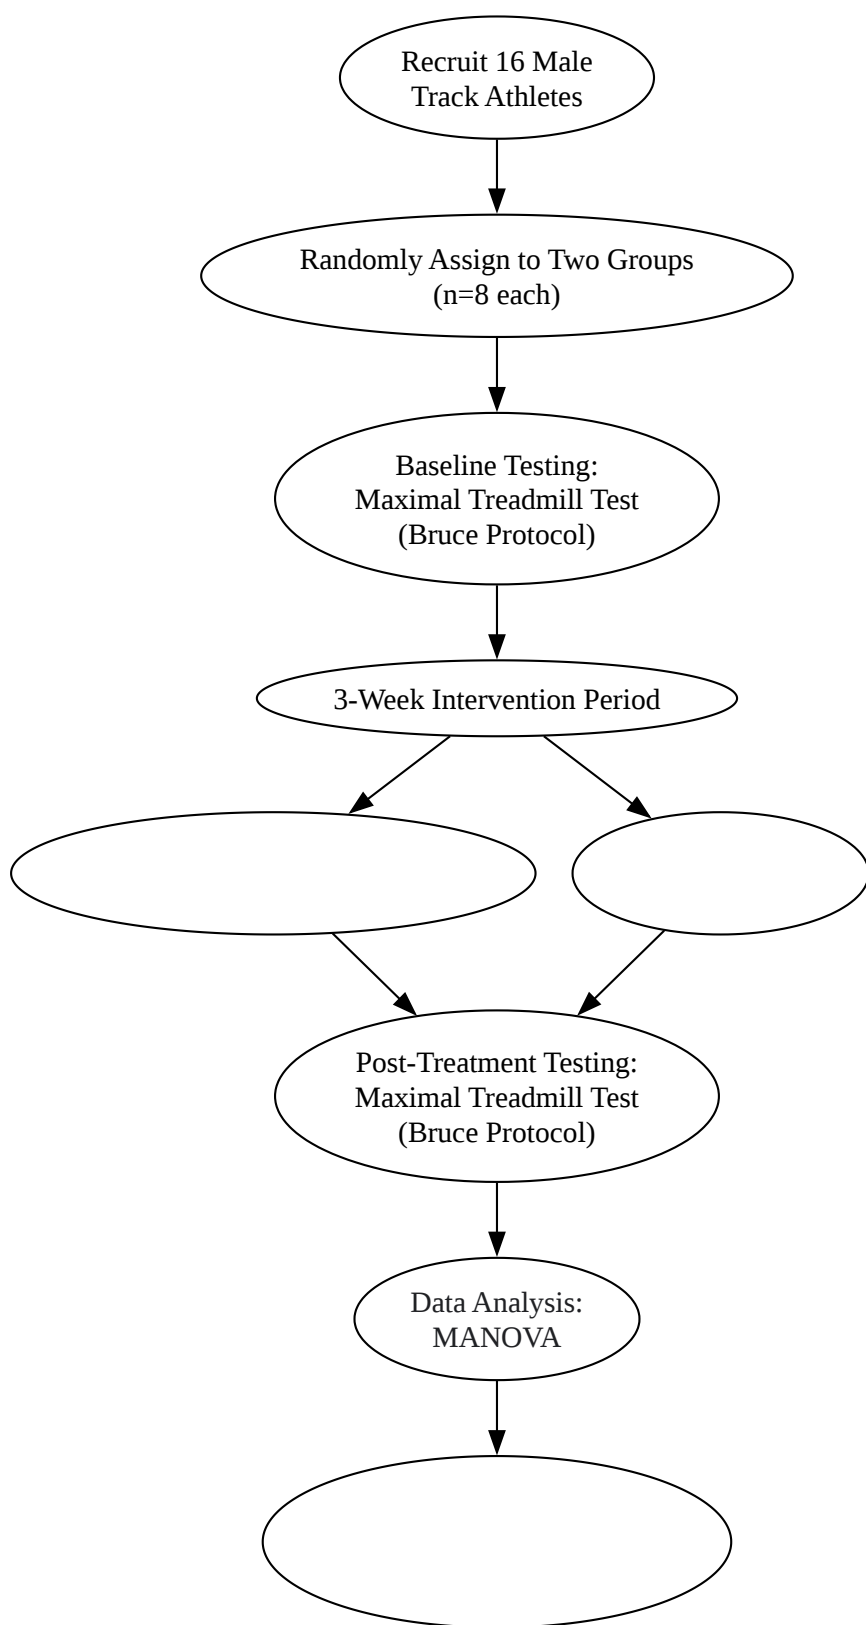 Recruit 16 Male
Track Athletes
Randomly Assign to Two Groups
(n=8 each)
Baseline Testing:
Maximal Treadmill Test
(Bruce Protocol)
3-Week Intervention Period
Post-Treatment Testing:
Maximal Treadmill Test
(Bruce Protocol)
Data Analysis:
MANOVA